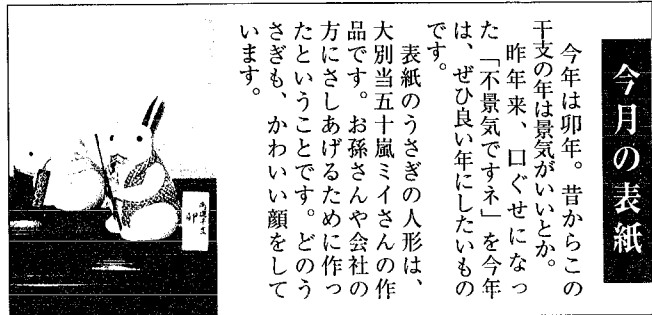 今月の表紙
今年は卯年。昔からこの
干支の年は景気がいいとか。
昨年来、口ぐせになっ
た「不景気ですネ」を今年
は、ぜひ良い年にしたいもの
です。
表紙のうさぎの人形は、
大別当五十嵐ミイさんの作
品です。お孫さんや会社の
方にさしあげるために作っ
たということです。どのう
さぎも、かわいい顔をして
います。
卯